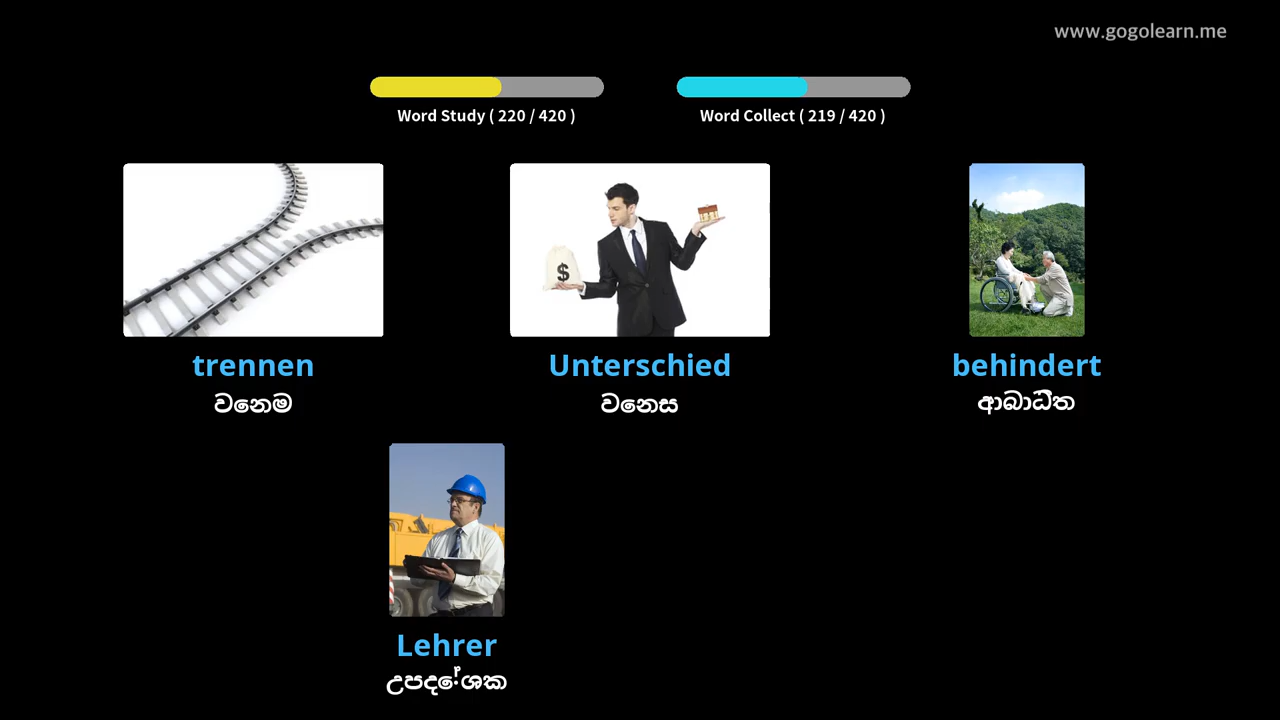 www.gogolearn.me
Word Study ( 220 / 420 )
Word Collect ( 219 / 420 )
trennen
Unterschied
behindert
වෙනම
වෙනස
ආබාධිත
Lehrer
උපදේශක